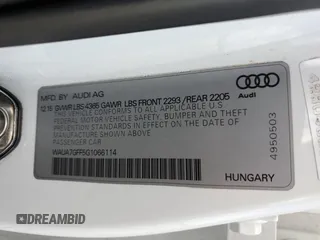 MFD. BY AUDI AG
12.15 GVWR LBS 4365 GAWR LBS FRONT 2293 /REAR 2205
THIS VEHICLE CONFORMS TO ALL APPLICABLE
FEDERAL MOTOR VEHICLE SAFETY, BUMPER AND THEFT
PREVENTION STANDARDS IN EFFECT ON THE
DATE OF MANUFACTURE SHOWN ABOVE
PASSENGER CAR
WAUA7GFF5G1066114
Audi
4950503
HUNGARY
DREAMBID